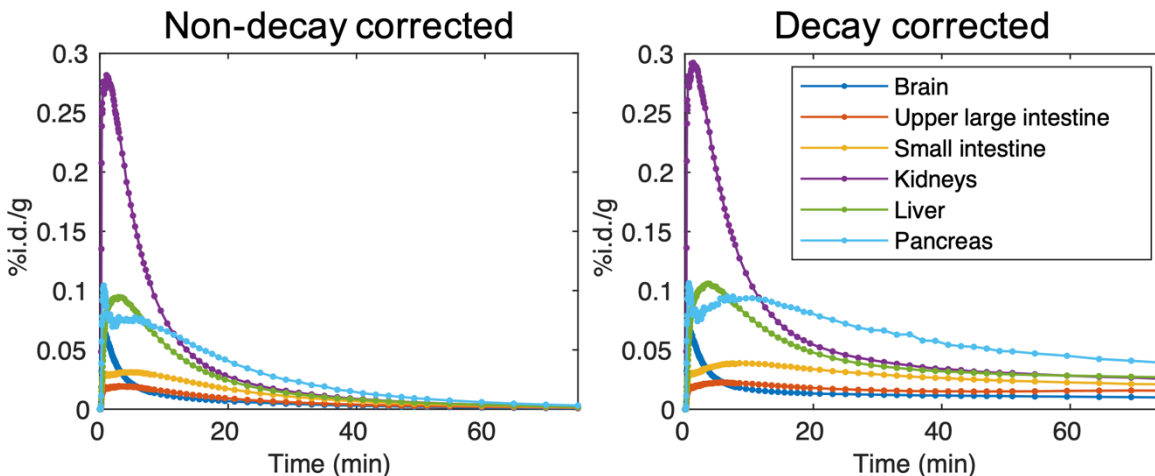 Non-decay corrected
0.3
0.25
0.2
0.15
0.1
0.05
0
%i.d./g
0
20
40
60
Time (min)
Decay corrected
0.3
0.25
0.2
0.15
0.1
0.05
0
%i.d./g
0
20
40
60
Time (min)
Brain
Upper large intestine
Small intestine
Kidneys
Liver
Pancreas